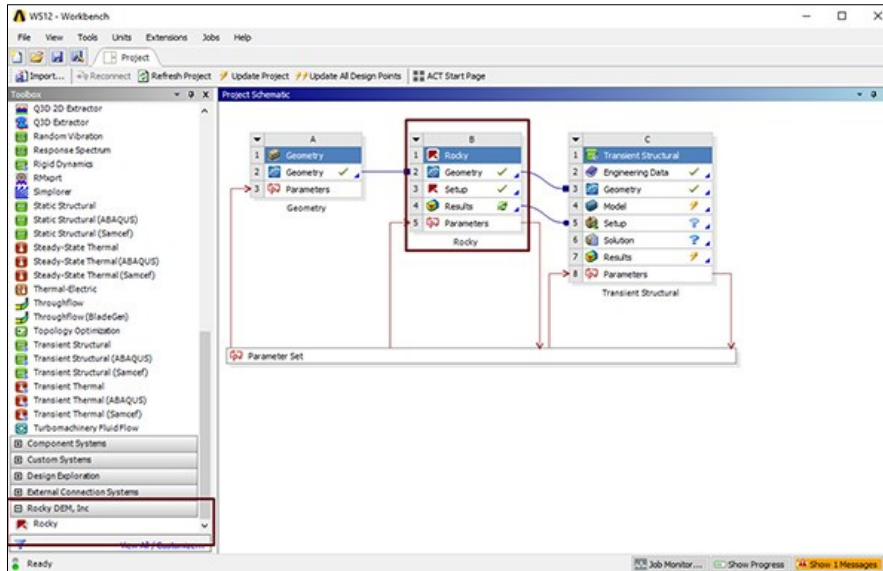 WS12 - Workbench
File View Tools Units Extensions Jobs Help
Project
Import... Reconnect Refresh Project Update Project Update All Design Points ACT Start Page
Toolbox
Q3D 2D Extractor
Q3D Extractor
Random Vibration
Response Spectrum
Rigid Dynamics
RMxprt
Simplorer
Static Structural
Static Structural (ABAQUS)
Static Structural (Samcef)
Steady-State Thermal
Steady-State Thermal (ABAQUS)
Steady-State Thermal (Samcef)
Thermal-Electric
Throughflow
Throughflow (BladeGen)
Topology Optimization
Transient Structural
Transient Structural (ABAQUS)
Transient Structural (Samcef)
Transient Thermal
Transient Thermal (ABAQUS)
Transient Thermal (Samcef)
Turbomachinery Fluid Flow
Component Systems
Custom Systems
Design Exploration
External Connection Systems
Rocky DEM, Inc
Rocky
View All / Customize...
Project Schematic
A
1 Geometry
2 Geometry
3 Parameters
Geometry
B
1 Rocky
2 Geometry
3 Setup
4 Results
5 Parameters
Rocky
C
1 Transient Structural
2 Engineering Data
3 Geometry
4 Model
5 Setup
6 Solution
7 Results
8 Parameters
Transient Structural
Parameter Set
Ready
Job Monitor... Show Progress Show 1 Messages